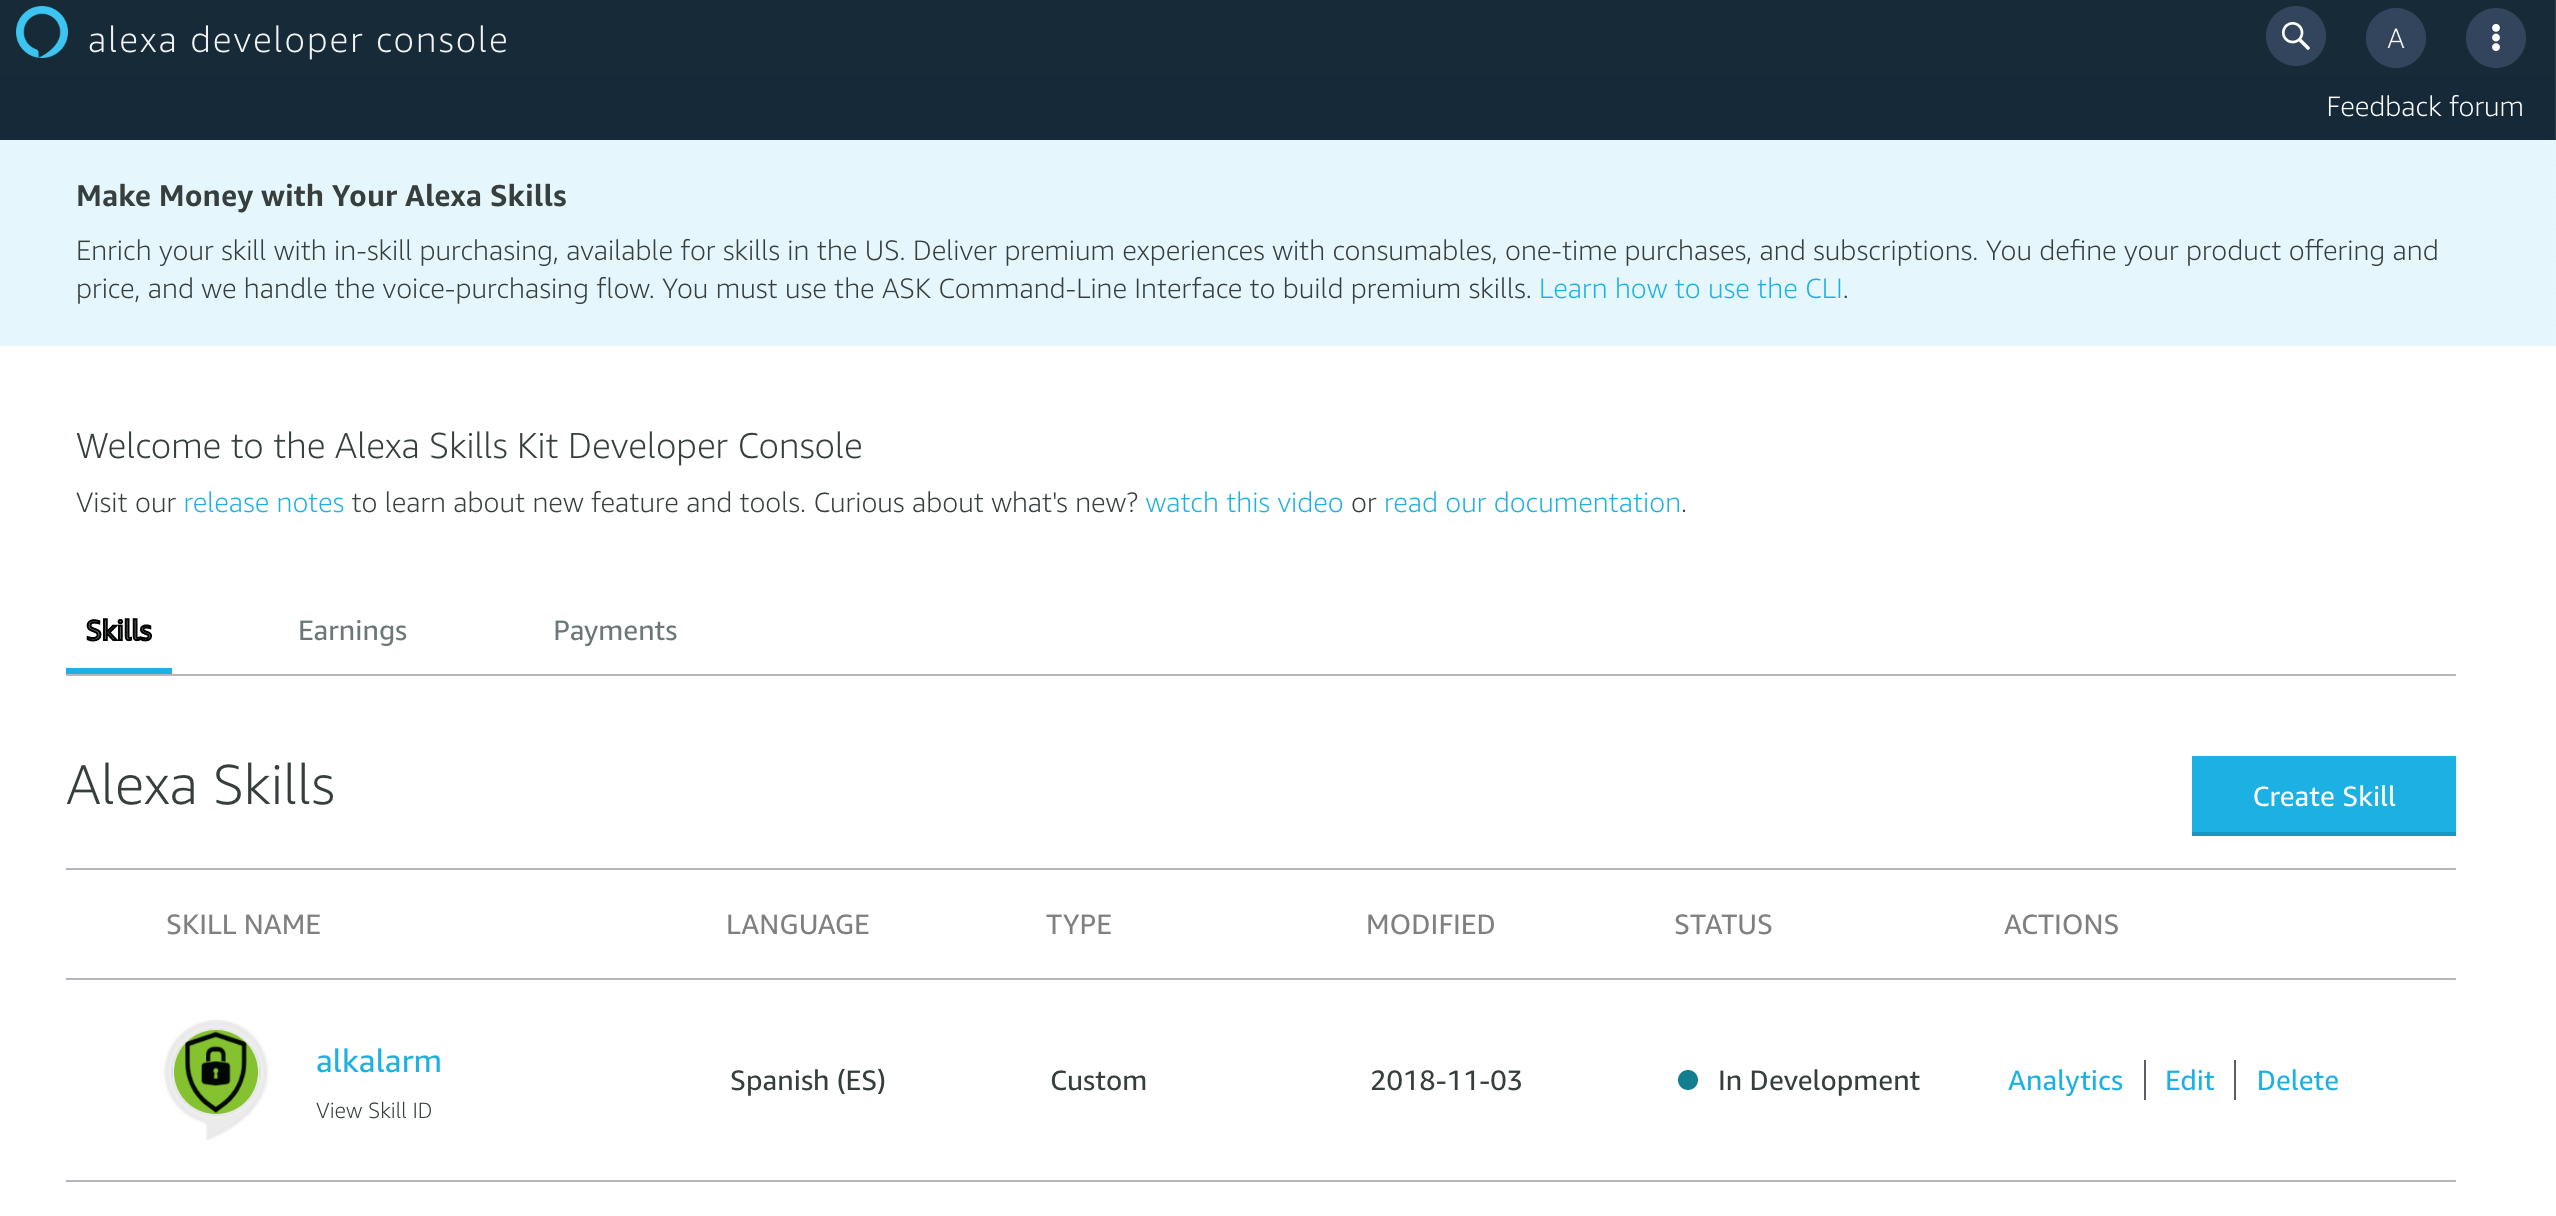 alexa developer console
A
Feedback forum
Make Money with Your Alexa Skills
Enrich your skill with in-skill purchasing, available for skills in the US. Deliver premium experiences with consumables, one-time purchases, and subscriptions. You define your product offering and
price, and we handle the voice-purchasing flow. You must use the ASK Command-Line Interface to build premium skills. Learn how to use the CLI.
Welcome to the Alexa Skills Kit Developer Console
Visit our release notes to learn about new feature and tools. Curious about what's new? watch this video or read our documentation.
Skills Earnings Payments
Alexa Skills
Create Skill
SKILL NAME LANGUAGE TYPE MODIFIED STATUS ACTIONS
alkalarm
Spanish (ES) Custom 2018-11-03 In Development Analytics Edit Delete
View Skill ID